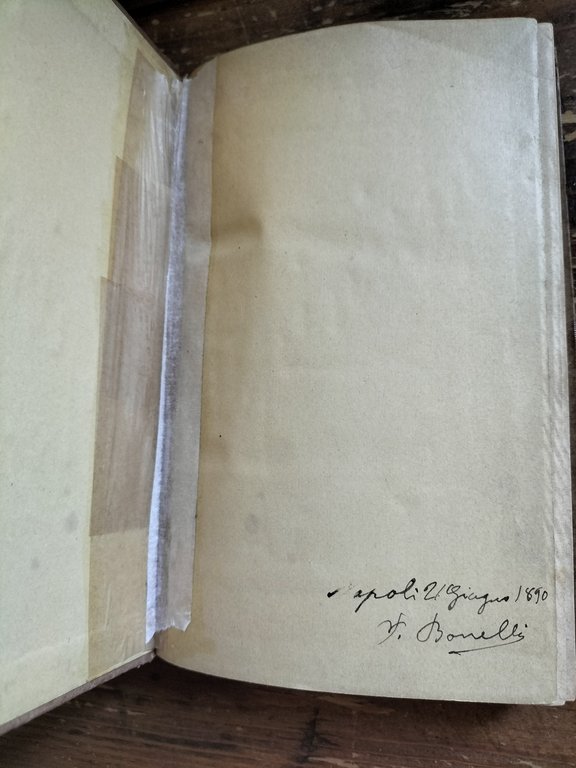 Napoli 21 Giugno 1890
F. Bonelli